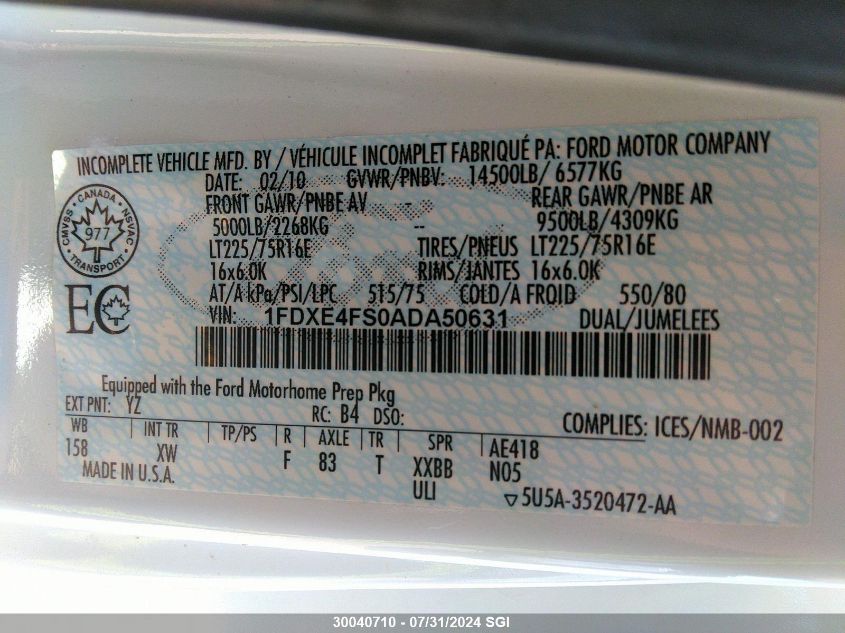 INCOMPLETE VEHICLE MFD. BY / VÉHICULE INCOMPLET FABRIQUÉ PA: FORD MOTOR COMPANY
DATE: 02/10 GVWR/PNBV: 14500LB/ 6577KG
FRONT GAWR/PNBE AV -- REAR GAWR/PNBE AR
5000LB/2268KG -- 9500LB/4309KG
LT225/75R16E TIRES/PNEUS LT225/75R16E
16x6.0K RIMS/JANTES 16x6.0K
AT/A kPa/PSI/LPC 515/75 COLD/A FROID 550/80
VIN: 1FDXE4FS0ADA50631 DUAL/JUMELEES
CANADA
CMVSS 977 NSVAC
TRANSPORT
EC
Equipped with the Ford Motorhome Prep Pkg
EXT PNT: YZ RC: B4 DSO: COMPLIES: ICES/NMB-002
WB INT TR TP/PS R AXLE TR SPR AE418
158 XW F 83 T XXBB N05
MADE IN U.S.A. ULI ▽5U5A-3520472-AA
30040710 - 07/31/2024 SGI